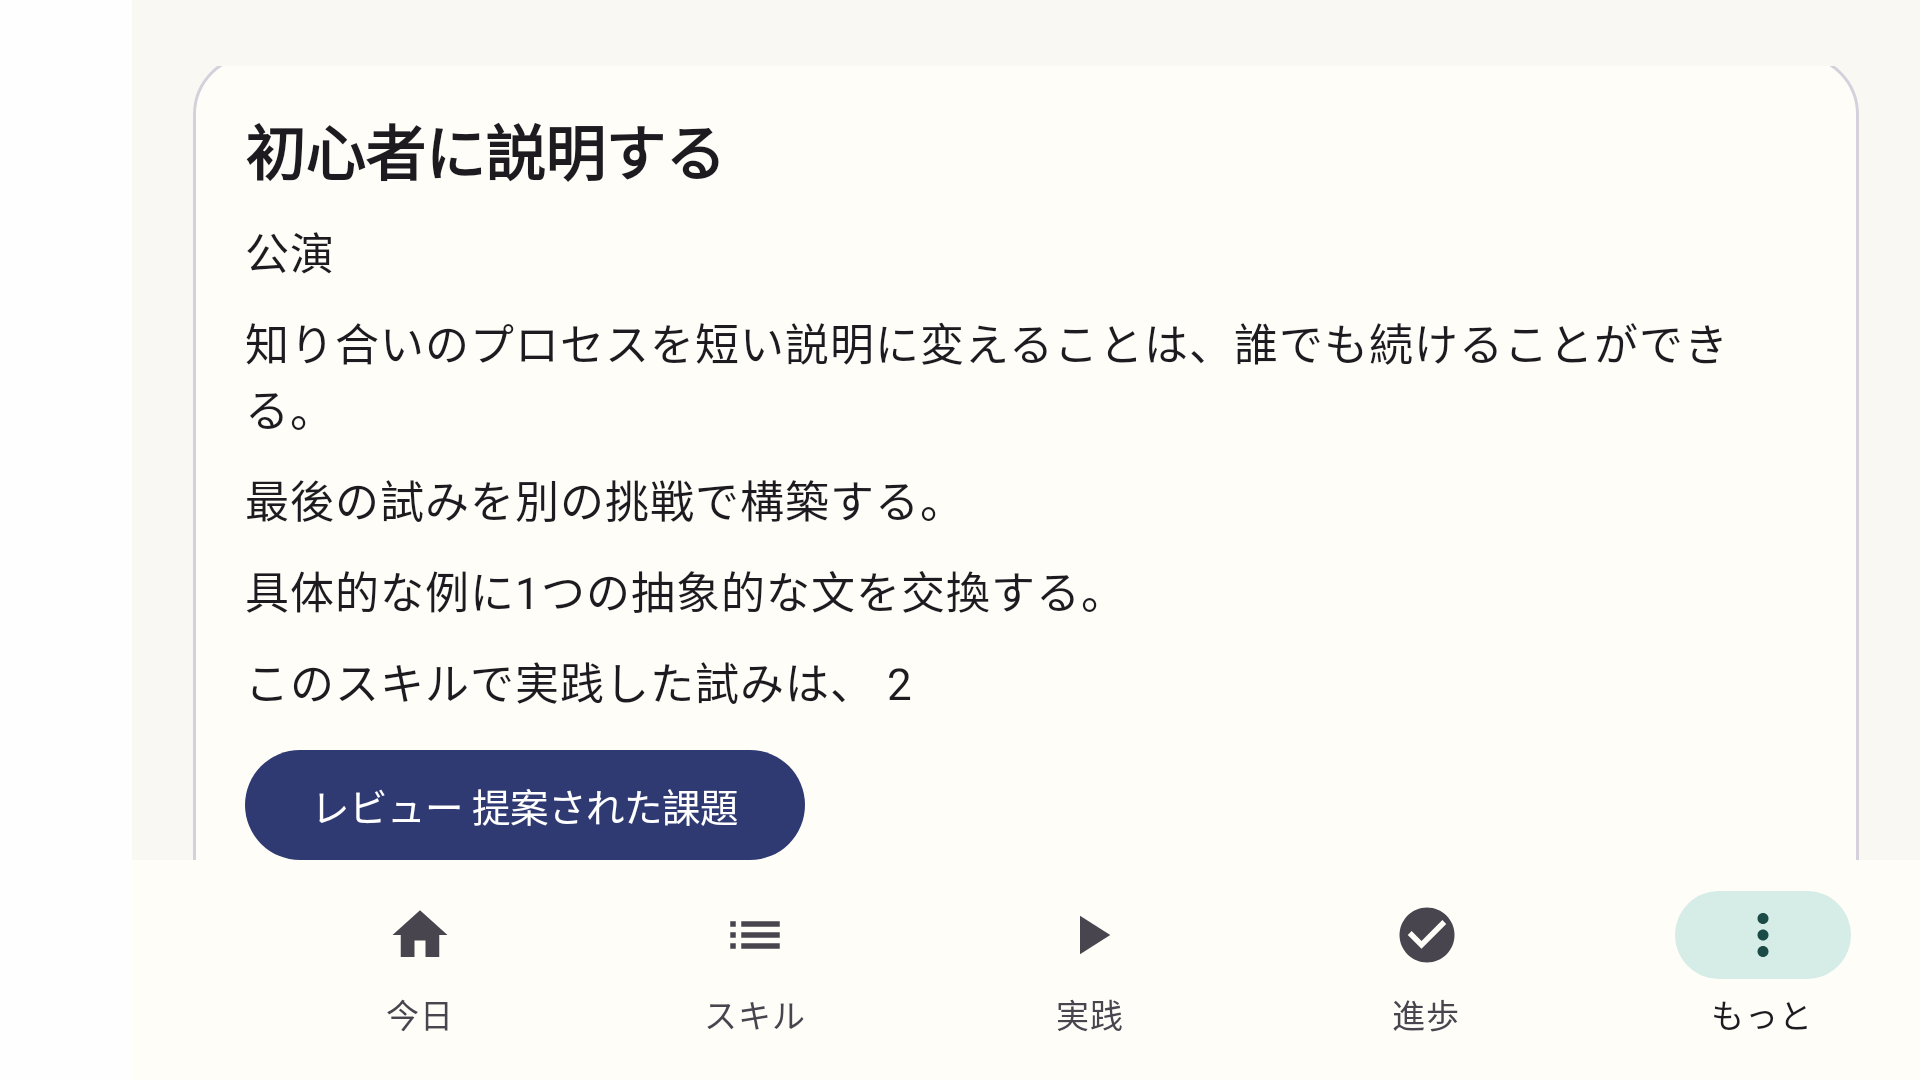 初心者に説明する
公演
知り合いのプロセスを短い説明に変えることは、誰でも続けることができ
る。
最後の試みを別の挑戦で構築する。
具体的な例に1つの抽象的な文を交換する。
このスキルで実践した試みは、 2
レビュー 提案された課題
今日
スキル
実践
進歩
もっと